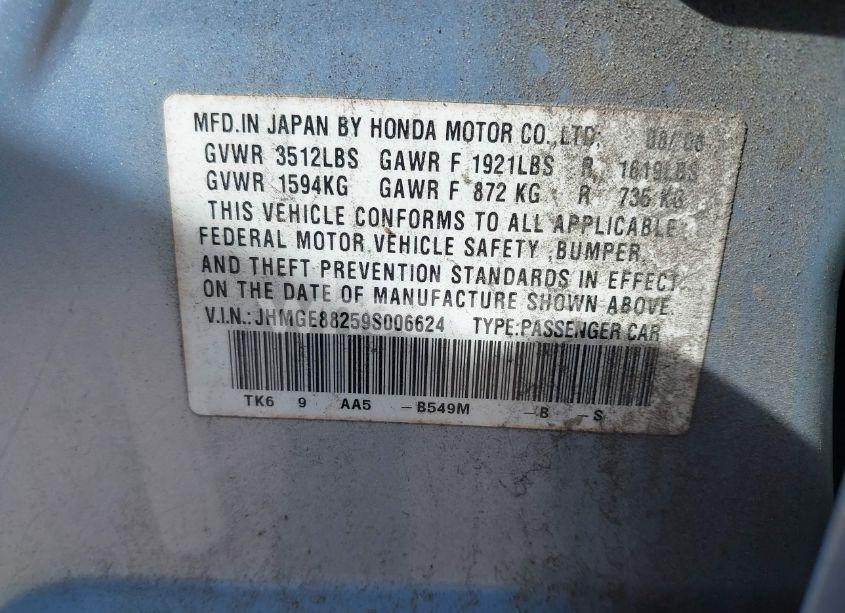 MFD. IN JAPAN BY HONDA MOTOR CO., LTD.
GVWR 3512LBS GAWR F 1921LBS R 1619LBS
GVWR 1594KG GAWR F 872 KG R 735 KG
THIS VEHICLE CONFORMS TO ALL APPLICABLE
FEDERAL MOTOR VEHICLE SAFETY ,BUMPER,
AND THEFT PREVENTION STANDARDS IN EFFECT
ON THE DATE OF MANUFACTURE SHOWN ABOVE.
V.I.N.: JHMGE88259S006624 TYPE:PASSENGER CAR
TK6 9 AA5 -B549M -B -S